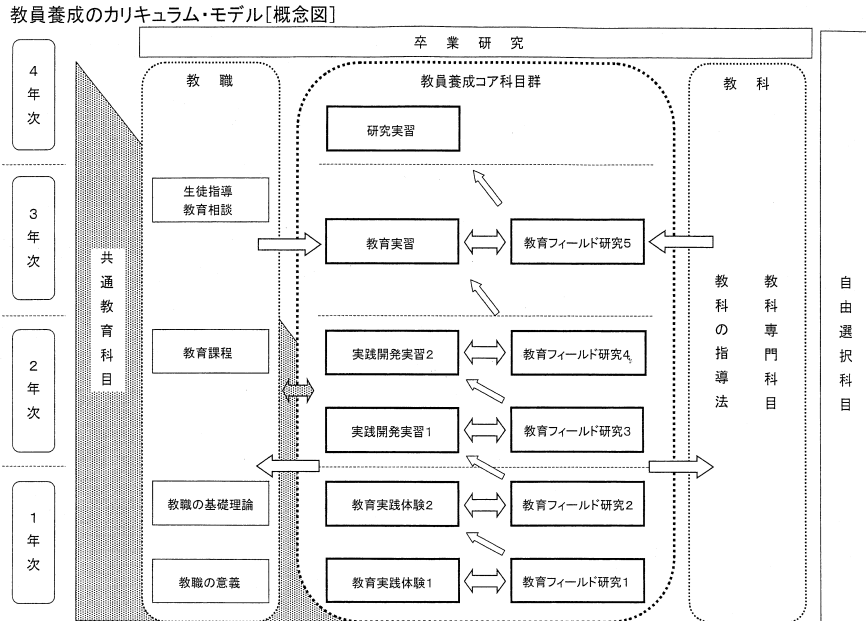 教員養成のカリキュラム・モデル[概念図]
卒業研究
4年次
3年次
2年次
1年次
共通教育科目
教職
生徒指導
教育相談
教育課程
教職の基礎理論
教職の意義
教員養成コア科目群
研究実習
教育実習
教育フィールド研究5
実践開発実習2
教育フィールド研究4
実践開発実習1
教育フィールド研究3
教育実践体験2
教育フィールド研究2
教育実践体験1
教育フィールド研究1
教科
教科専門科目
教科の指導法
自由選択科目